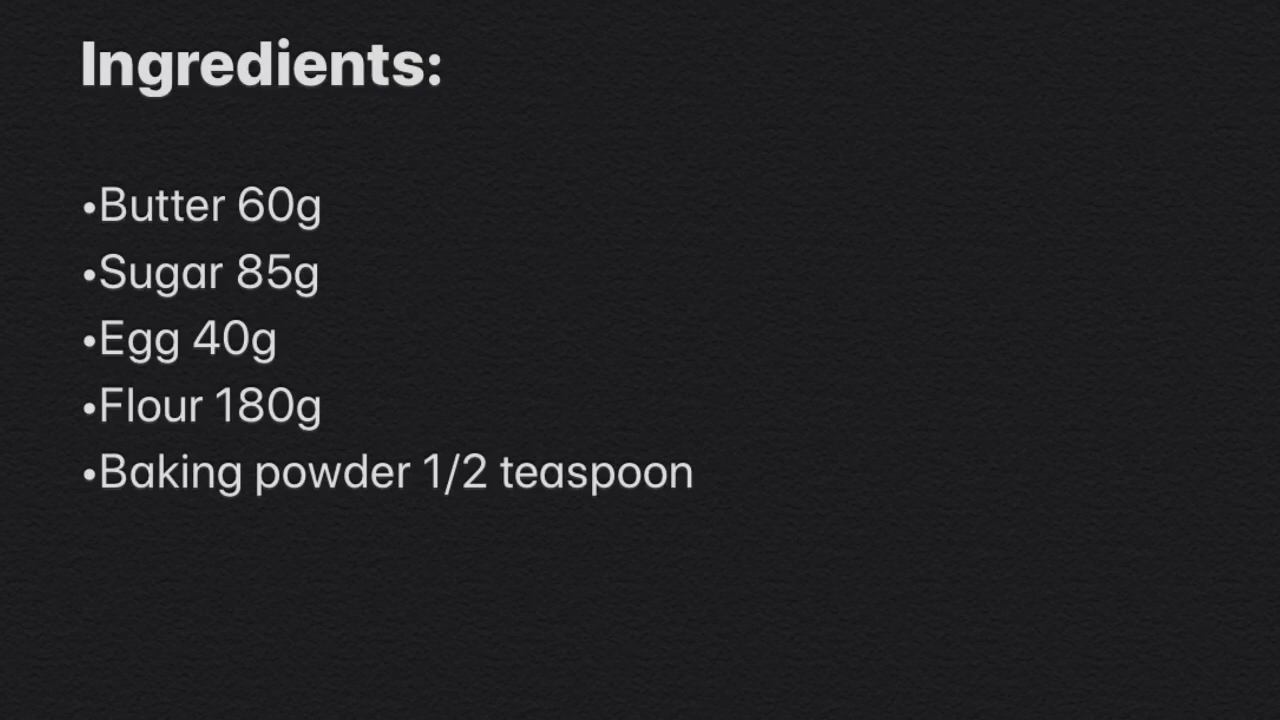 Ingredients:
•Butter 60g
•Sugar 85g
•Egg 40g
•Flour 180g
•Baking powder 1/2 teaspoon